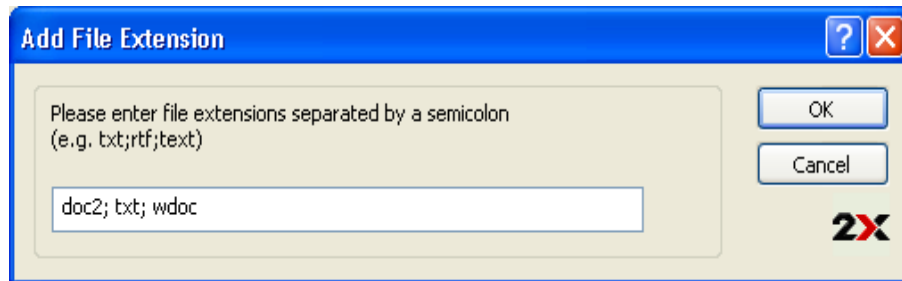 Add File Extension
?
Please enter file extensions separated by a semicolon
(e.g. txt;rtf;text)
OK
Cancel
doc2; txt; wdoc
2X